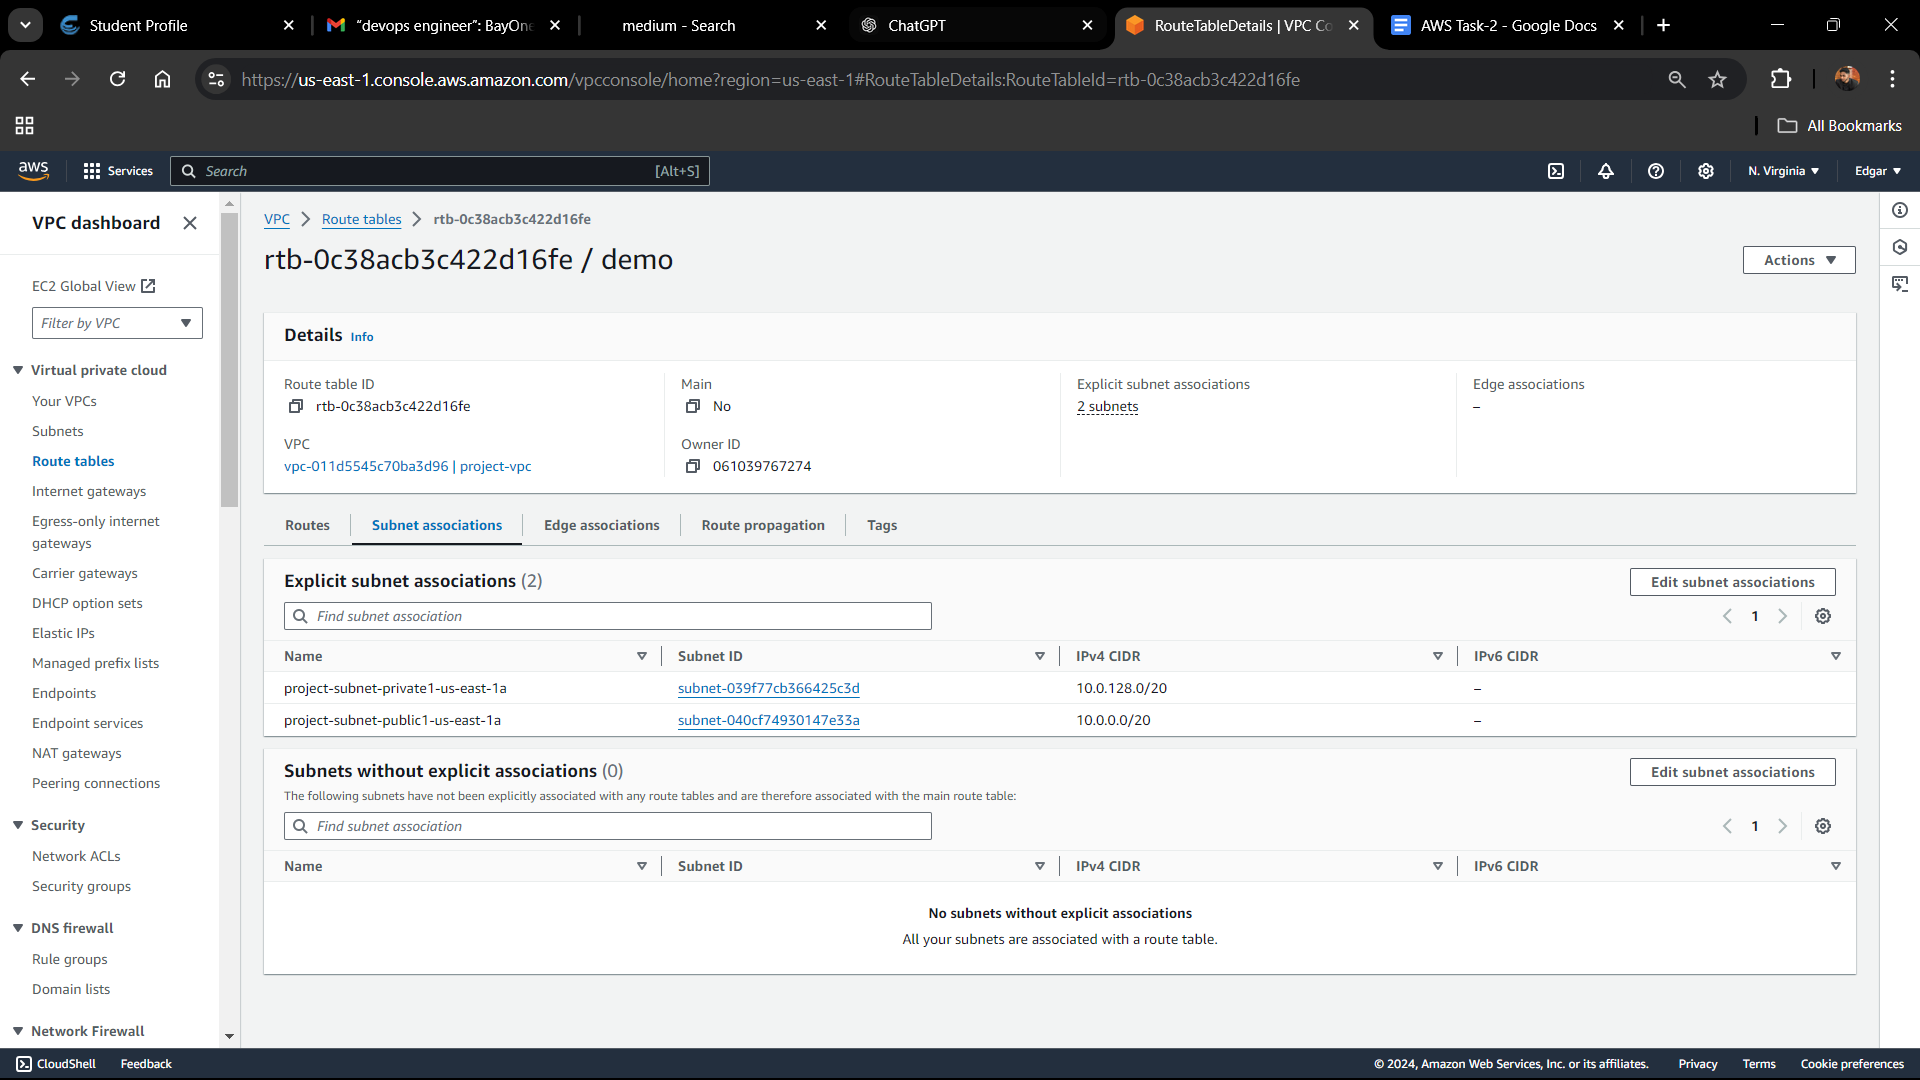 Student Profile
"devops engineer": BayOne
medium - Search
ChatGPT
RouteTableDetails | VPC Co
AWS Task-2 - Google Docs
https://us-east-1.console.aws.amazon.com/vpcconsole/home?region=us-east-1#RouteTableDetails:RouteTableId=rtb-0c38acb3c422d16fe
All Bookmarks
aws
Services
Search
[Alt+S]
N. Virginia
Edgar
VPC dashboard
EC2 Global View
Filter by VPC
Virtual private cloud
Your VPCs
Subnets
Route tables
Internet gateways
Egress-only internet
gateways
Carrier gateways
DHCP option sets
Elastic IPs
Managed prefix lists
Endpoints
Endpoint services
NAT gateways
Peering connections
Security
Network ACLs
Security groups
DNS firewall
Rule groups
Domain lists
Network Firewall
VPC > Route tables > rtb-0c38acb3c422d16fe
rtb-0c38acb3c422d16fe / demo
Actions
Details Info
Route table ID
rtb-0c38acb3c422d16fe
Main
No
Explicit subnet associations
2 subnets
Edge associations
–
VPC
vpc-011d5545c70ba3d96 | project-vpc
Owner ID
061039767274
Routes
Subnet associations
Edge associations
Route propagation
Tags
Explicit subnet associations (2)
Edit subnet associations
Find subnet association
1
Name Subnet ID IPv4 CIDR IPv6 CIDR
project-subnet-private1-us-east-1a subnet-039f77cb366425c3d 10.0.128.0/20 –
project-subnet-public1-us-east-1a subnet-040cf74930147e33a 10.0.0.0/20 –
Subnets without explicit associations (0)
Edit subnet associations
The following subnets have not been explicitly associated with any route tables and are therefore associated with the main route table:
Find subnet association
1
Name Subnet ID IPv4 CIDR IPv6 CIDR
No subnets without explicit associations
All your subnets are associated with a route table.
CloudShell
Feedback
© 2024, Amazon Web Services, Inc. or its affiliates.
Privacy
Terms
Cookie preferences